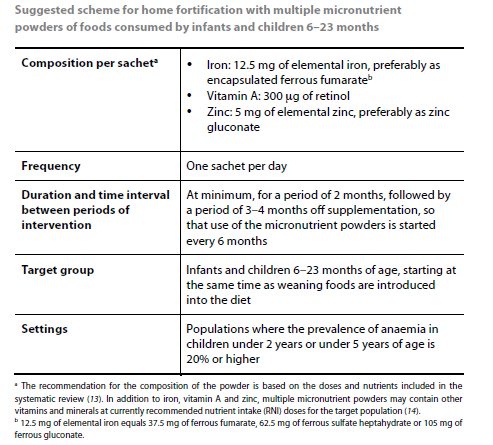 Suggested scheme for home fortification with multiple micronutrient
powders of foods consumed by infants and children 6–23 months
Composition per sachetᵃ
• Iron: 12.5 mg of elemental iron, preferably as
encapsulated ferrous fumarateᵇ
• Vitamin A: 300 µg of retinol
• Zinc: 5 mg of elemental zinc, preferably as zinc
gluconate
Frequency
One sachet per day
Duration and time interval
between periods of
intervention
At minimum, for a period of 2 months, followed by
a period of 3–4 months off supplementation, so
that use of the micronutrient powders is started
every 6 months
Target group
Infants and children 6–23 months of age, starting at
the same time as weaning foods are introduced
into the diet
Settings
Populations where the prevalence of anaemia in
children under 2 years or under 5 years of age is
20% or higher
ᵃ The recommendation for the composition of the powder is based on the doses and nutrients included in the
systematic review (13). In addition to iron, vitamin A and zinc, multiple micronutrient powders may contain other
vitamins and minerals at currently recommended nutrient intake (RNI) doses for the target population (14).
ᵇ 12.5 mg of elemental iron equals 37.5 mg of ferrous fumarate, 62.5 mg of ferrous sulfate heptahydrate or 105 mg of
ferrous gluconate.